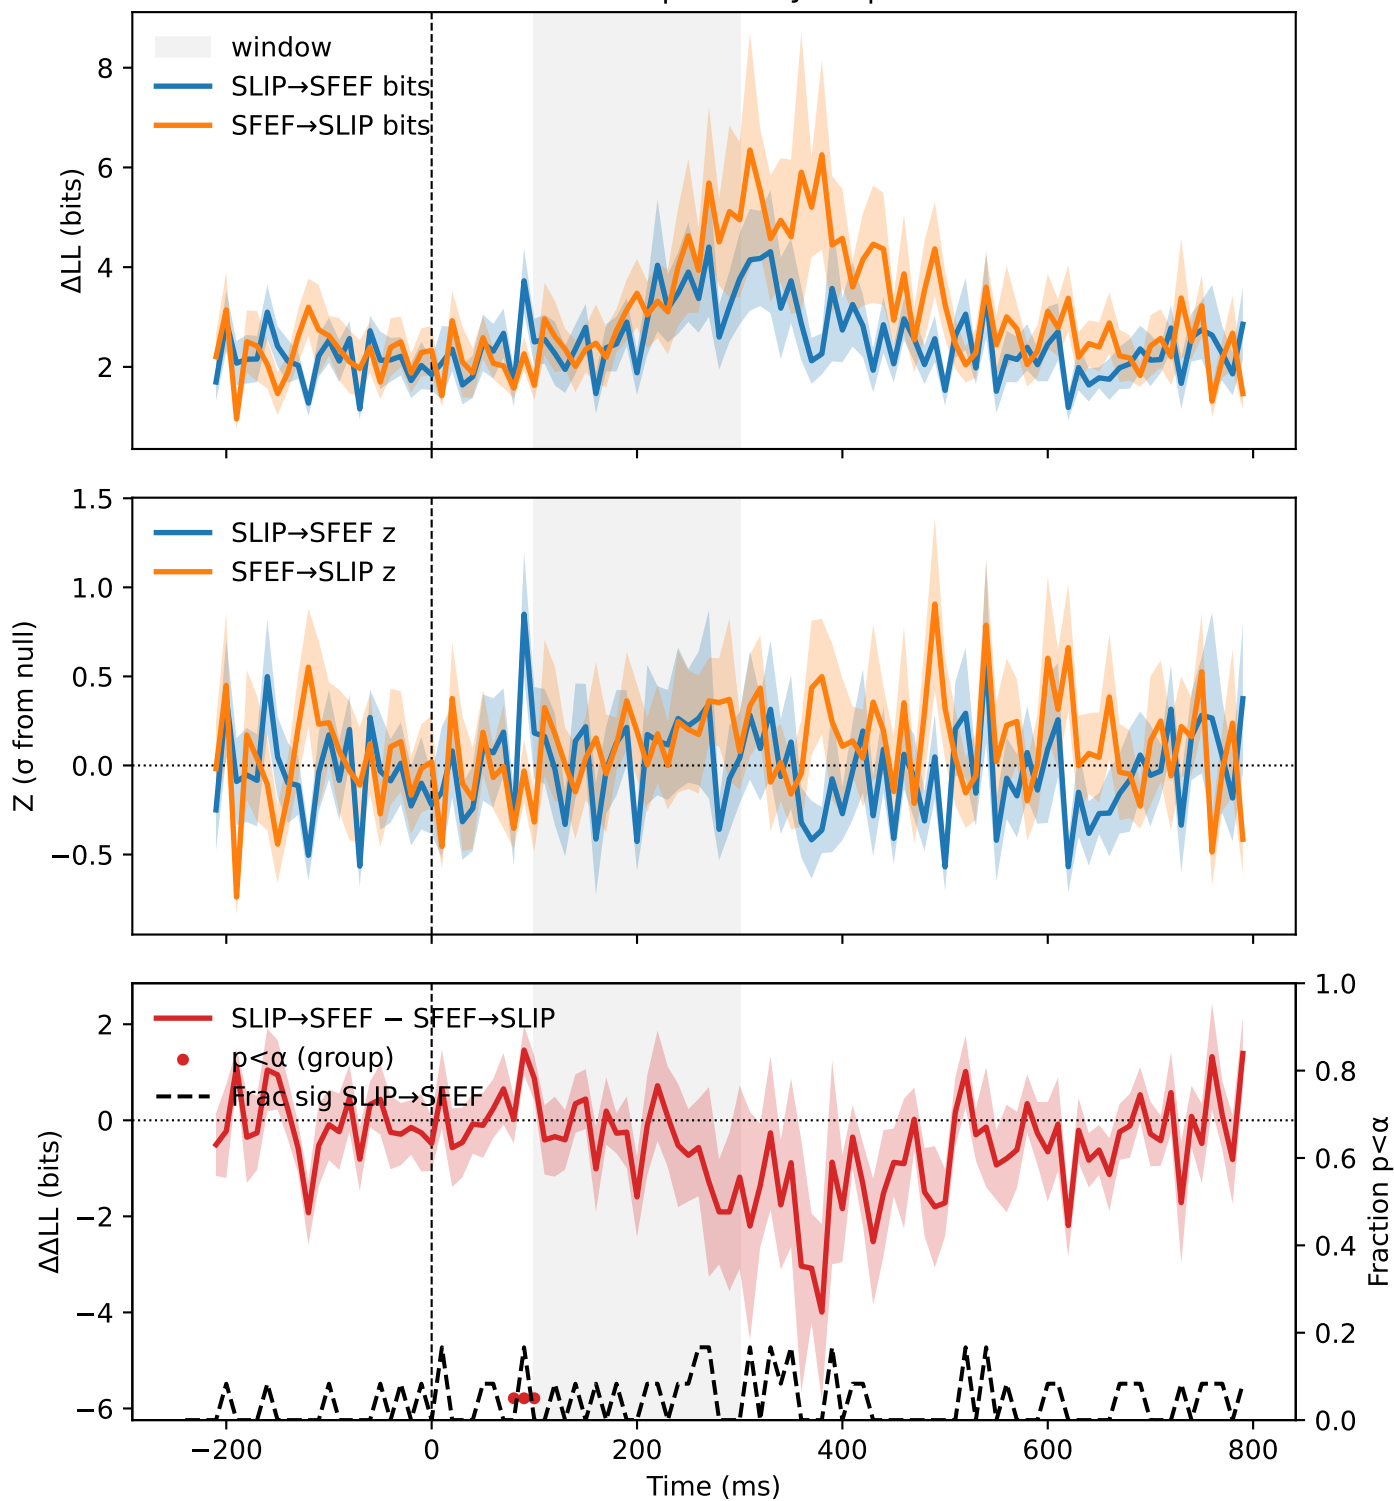 window
SLIP→SFEF bits
SFEF→SLIP bits
8
6
4
2
ΔLL (bits)
SLIP→SFEF z
SFEF→SLIP z
1.5
1.0
0.5
0.0
−0.5
Z (σ from null)
SLIP→SFEF − SFEF→SLIP
p<α (group)
Frac sig SLIP→SFEF
2
0
−2
−4
−6
ΔΔLL (bits)
1.0
0.8
0.6
0.4
0.2
0.0
Fraction p<α
−200 0 200 400 600 800
Time (ms)